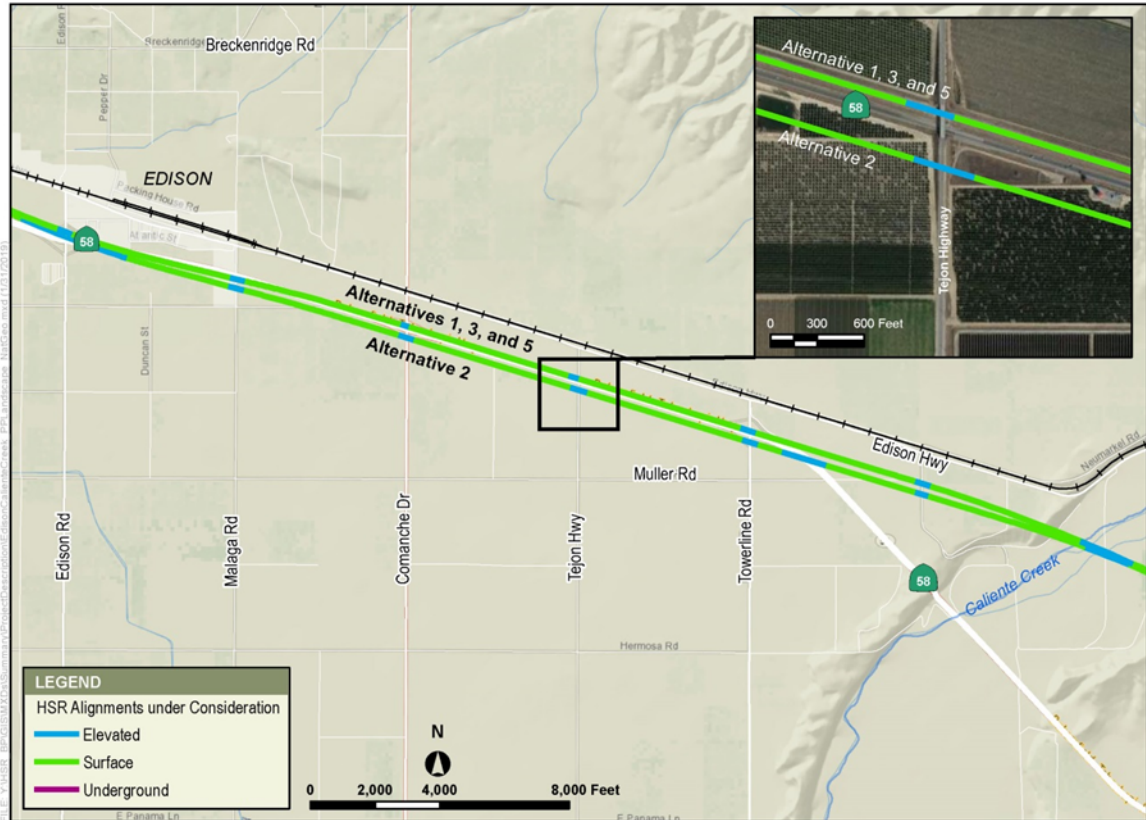 Edison R
Breckenridge Rd
Breckenridge Rd
Pepper Dr
EDISON
Packing House Rd
Atlantic St
58
Alternatives 1, 3, and 5
Alternative 2
Duncan St
Edison Rd
Malaga Rd
Comanche Dr
Tejon Hwy
Towerline Rd
Muller Rd
Edison Hwy
Neumarkel Rd
58
Caliente Creek
Hermosa Rd
E Panama Ln
E Panama Ln
Alternative 1, 3, and 5
58
Alternative 2
Tejon Highway
0 300 600 Feet
LEGEND
HSR Alignments under Consideration
Elevated
Surface
Underground
N
0 2,000 4,000 8,000 Feet